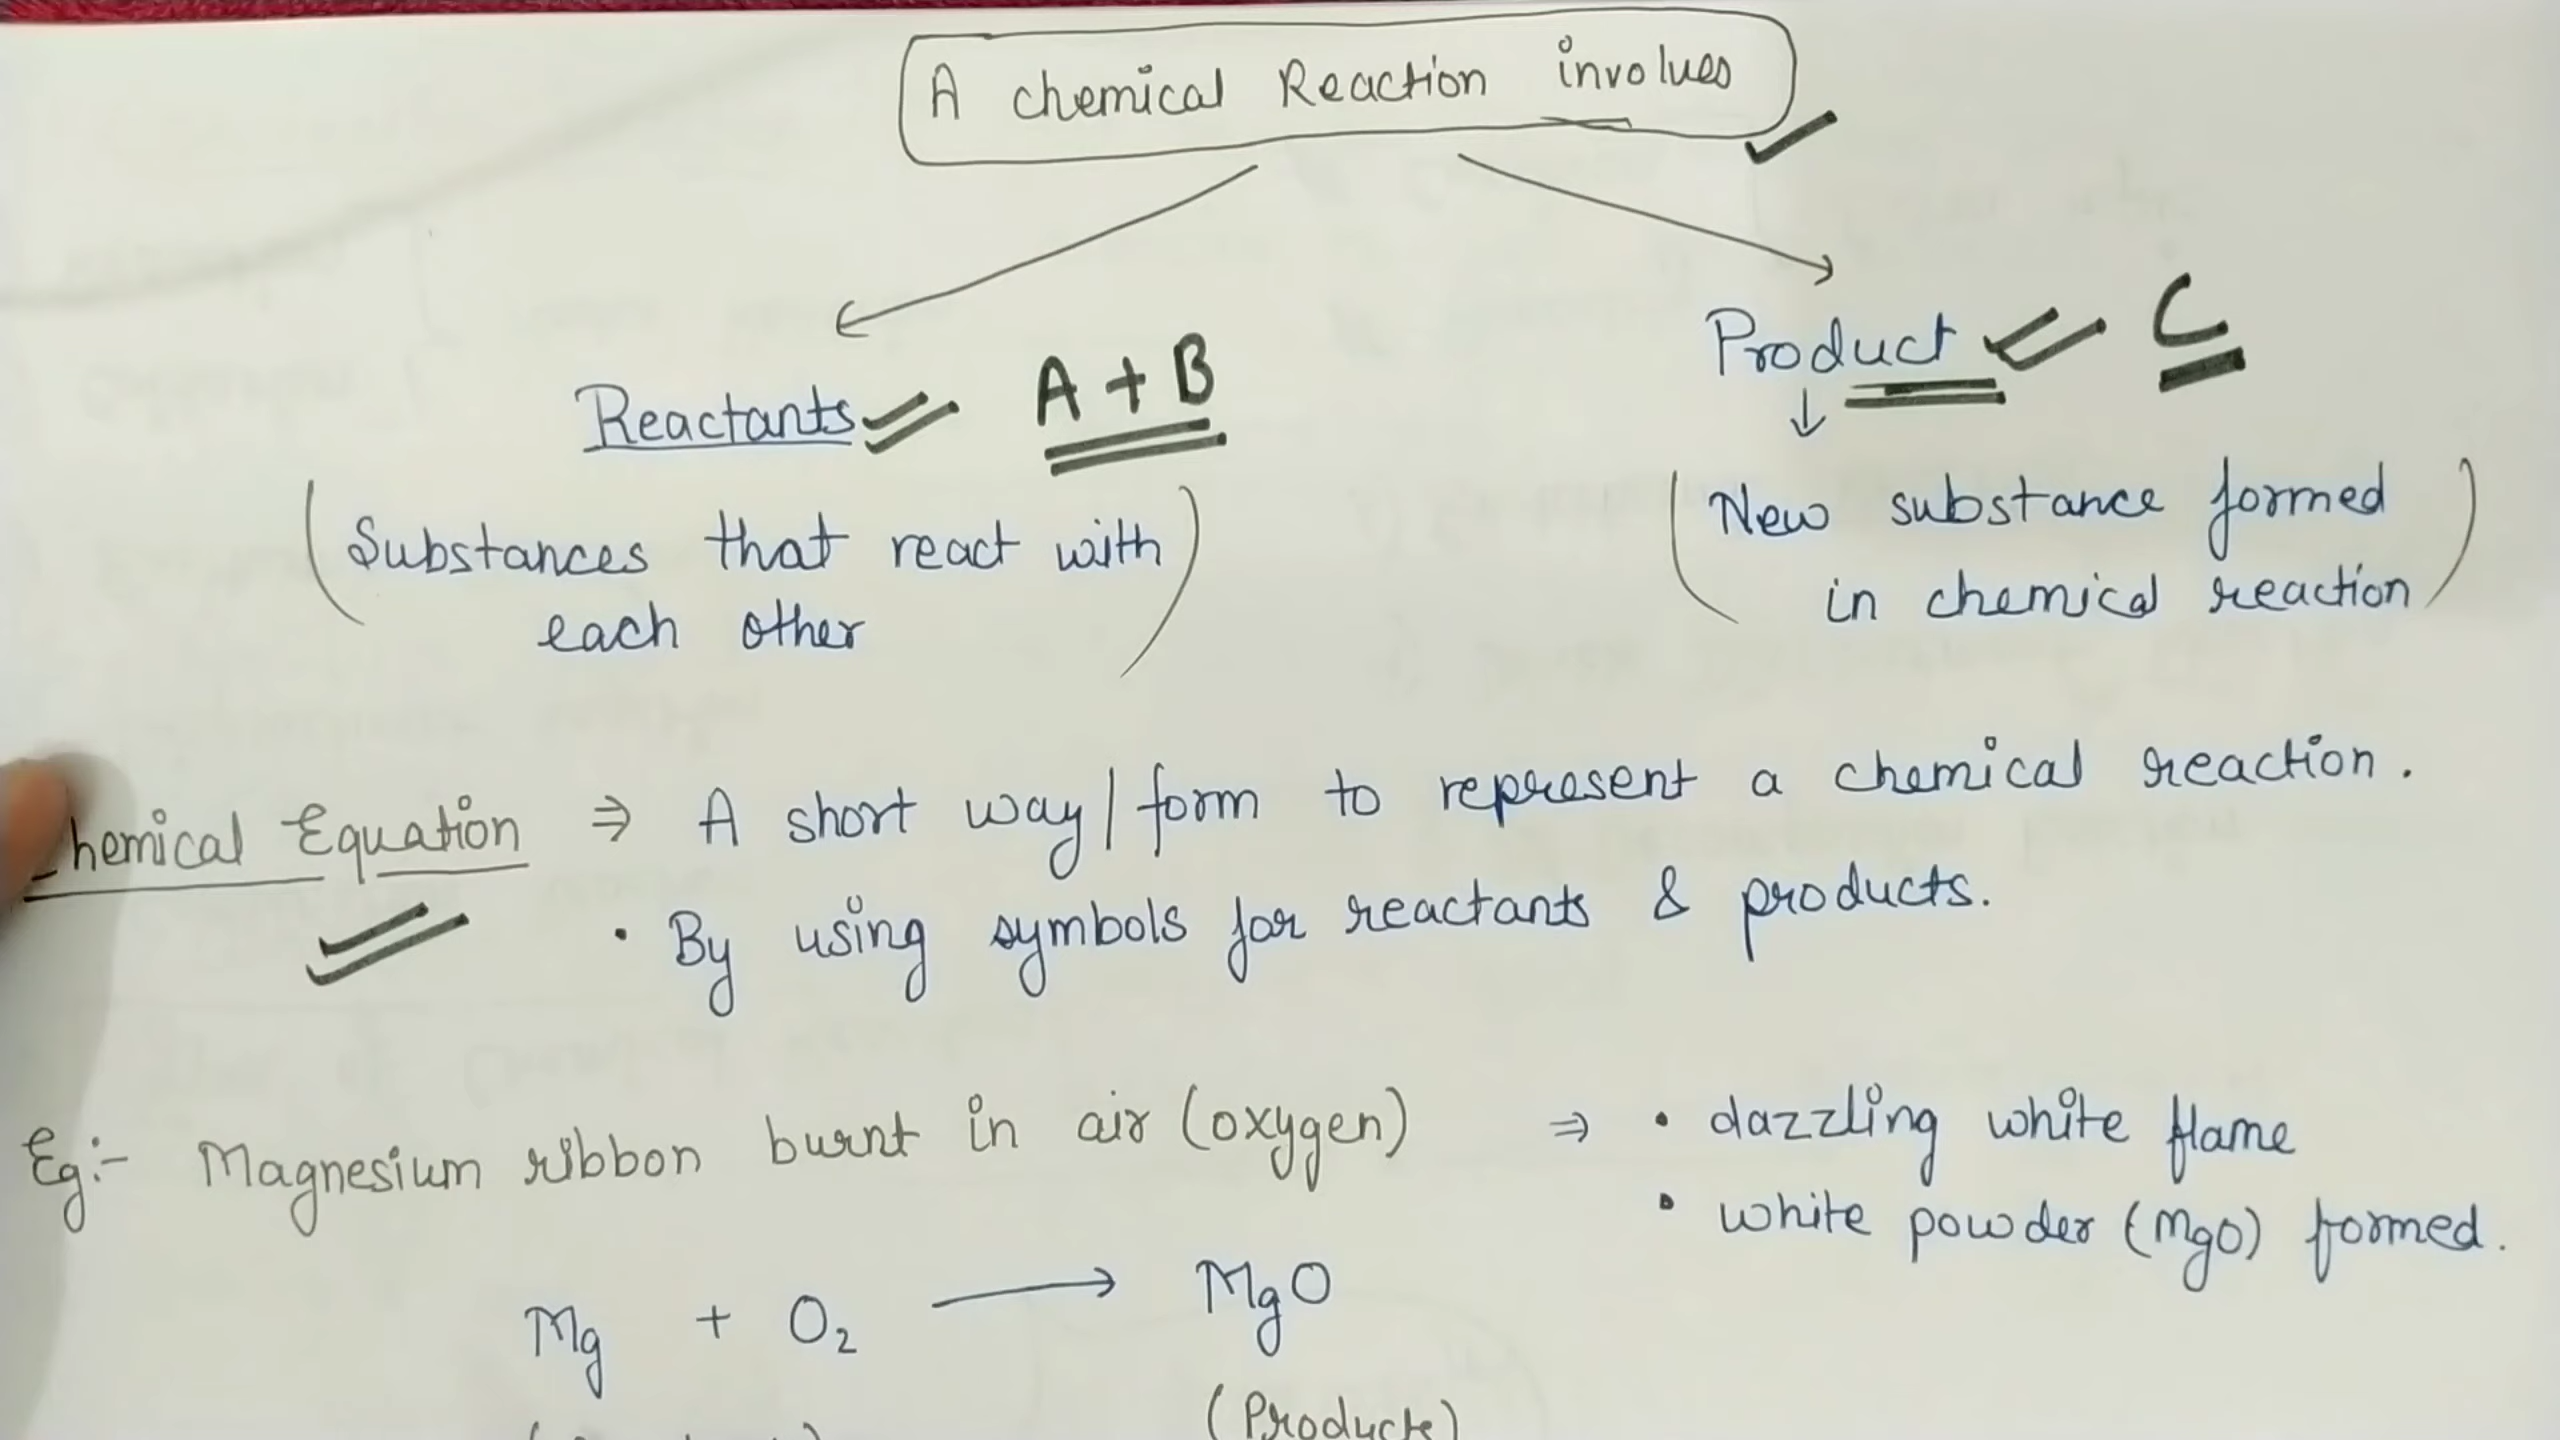 A chemical Reaction involves
Reactants A + B
Product C
(Substances that react with
each other)
(New substance formed
in chemical reaction)
hemical Equation ⇒ A short way/form to represent a chemical reaction.
• By using symbols for reactants & products.
Eg:- Magnesium ribbon burnt in air (oxygen) ⇒ • dazzling white flame
• white powder (MgO) formed.
Mg + O₂ → MgO
(Products)